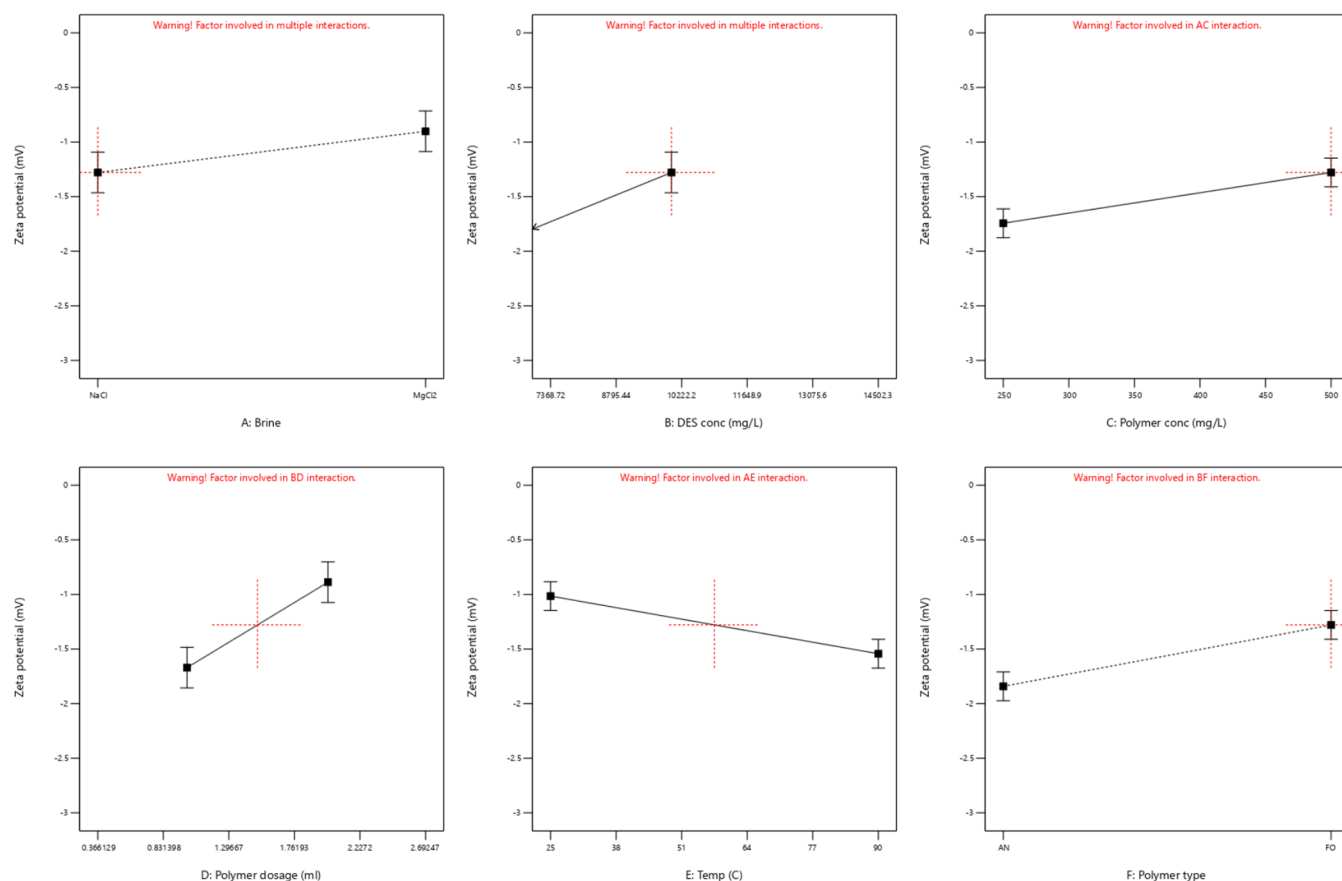 Warning! Factor involved in multiple interactions.
0
-0.5
-1
-1.5
-2
-2.5
-3
Zeta potential (mV)
NaCl
MgCl2
A: Brine
Warning! Factor involved in multiple interactions.
0
-0.5
-1
-1.5
-2
-2.5
-3
Zeta potential (mV)
7368.72 8795.44 10222.2 11648.9 13075.6 14502.3
B: DES conc (mg/L)
Warning! Factor involved in AC interaction.
0
-0.5
-1
-1.5
-2
-2.5
-3
Zeta potential (mV)
250 300 350 400 450 500
C: Polymer conc (mg/L)
Warning! Factor involved in BD interaction.
0
-0.5
-1
-1.5
-2
-2.5
-3
Zeta potential (mV)
0.366129 0.831398 1.29667 1.76193 2.2272 2.69247
D: Polymer dosage (ml)
Warning! Factor involved in AE interaction.
0
-0.5
-1
-1.5
-2
-2.5
-3
Zeta potential (mV)
25 38 51 64 77 90
E: Temp (C)
Warning! Factor involved in BF interaction.
0
-0.5
-1
-1.5
-2
-2.5
-3
Zeta potential (mV)
AN FO
F: Polymer type